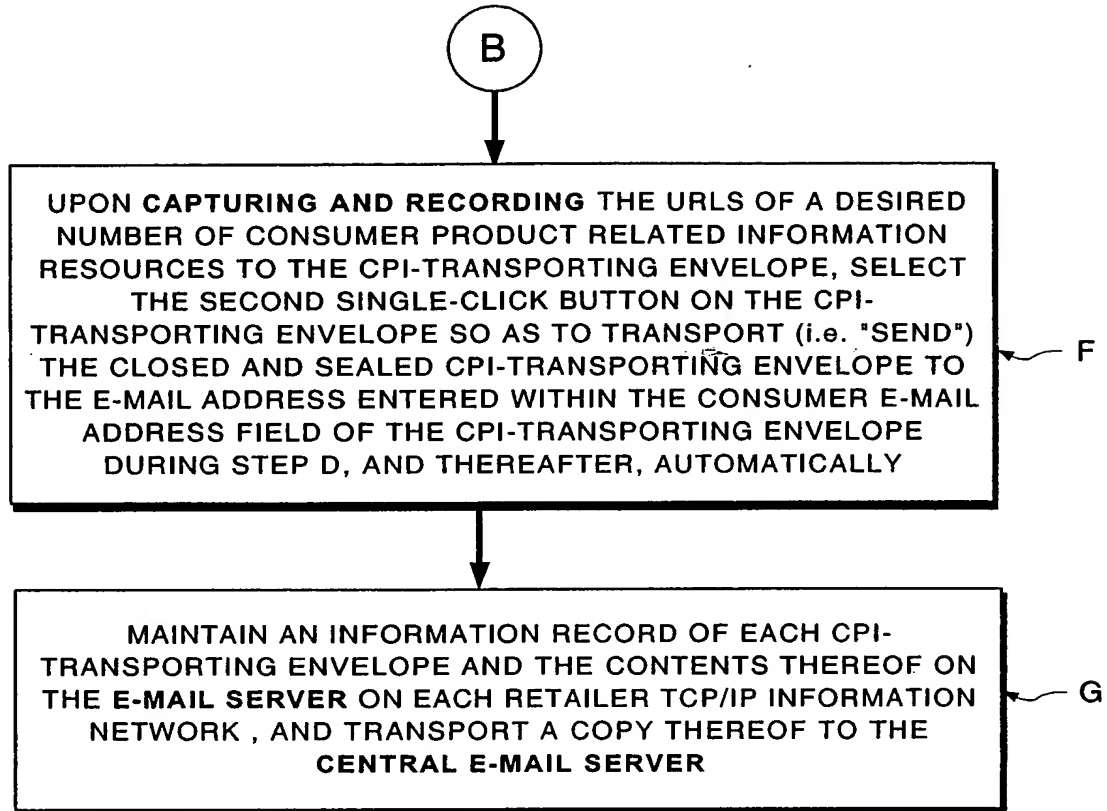 B
UPON CAPTURING AND RECORDING THE URLS OF A DESIRED
NUMBER OF CONSUMER PRODUCT RELATED INFORMATION
RESOURCES TO THE CPI-TRANSPORTING ENVELOPE, SELECT
THE SECOND SINGLE-CLICK BUTTON ON THE CPI-
TRANSPORTING ENVELOPE SO AS TO TRANSPORT (i.e. "SEND")
THE CLOSED AND SEALED CPI-TRANSPORTING ENVELOPE TO
THE E-MAIL ADDRESS ENTERED WITHIN THE CONSUMER E-MAIL
ADDRESS FIELD OF THE CPI-TRANSPORTING ENVELOPE
DURING STEP D, AND THEREAFTER, AUTOMATICALLY
F
MAINTAIN AN INFORMATION RECORD OF EACH CPI-
TRANSPORTING ENVELOPE AND THE CONTENTS THEREOF ON
THE E-MAIL SERVER ON EACH RETAILER TCP/IP INFORMATION
NETWORK , AND TRANSPORT A COPY THEREOF TO THE
CENTRAL E-MAIL SERVER
G